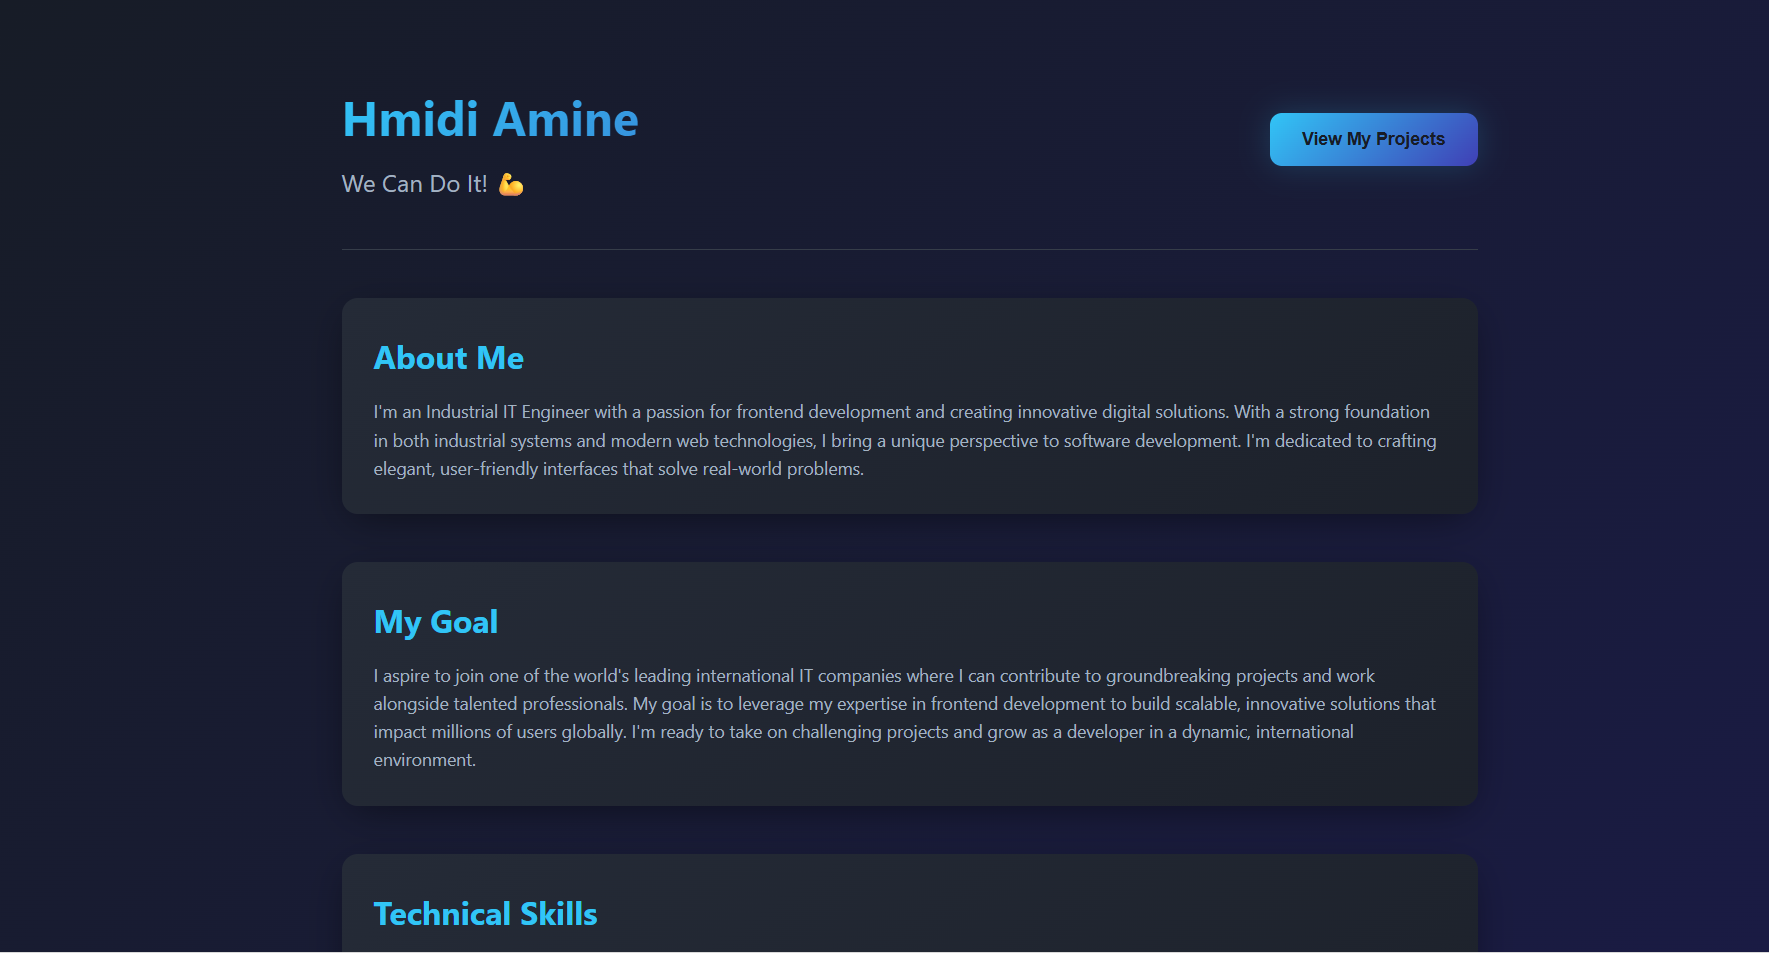 Hmidi Amine
View My Projects
We Can Do It! 💪
About Me
I'm an Industrial IT Engineer with a passion for frontend development and creating innovative digital solutions. With a strong foundation
in both industrial systems and modern web technologies, I bring a unique perspective to software development. I'm dedicated to crafting
elegant, user-friendly interfaces that solve real-world problems.
My Goal
I aspire to join one of the world's leading international IT companies where I can contribute to groundbreaking projects and work
alongside talented professionals. My goal is to leverage my expertise in frontend development to build scalable, innovative solutions that
impact millions of users globally. I'm ready to take on challenging projects and grow as a developer in a dynamic, international
environment.
Technical Skills